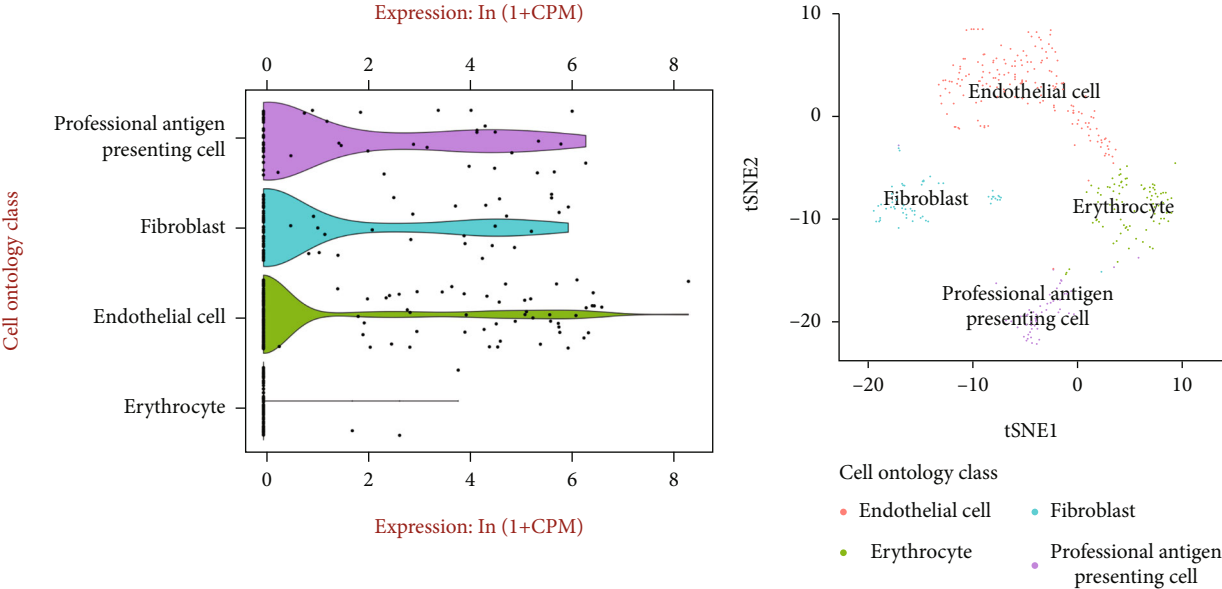 Expression: In (1+CPM)
0 2 4 6 8
Cell ontology class
Professional antigen
presenting cell
Fibroblast
Endothelial cell
Erythrocyte
0 2 4 6 8
Expression: In (1+CPM)
10
0
−10
−20
tSNE2
Endothelial cell
Fibroblast
Erythrocyte
Professional antigen
presenting cell
−20 −10 0 10
tSNE1
Cell ontology class
Endothelial cell
Fibroblast
Erythrocyte
Professional antigen
presenting cell